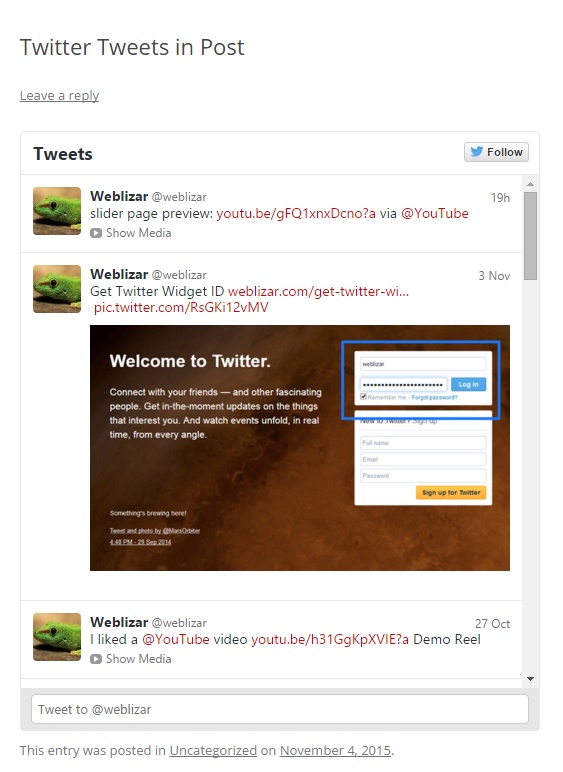 Twitter Tweets in Post
Leave a reply
Tweets
Follow
Weblizar @weblizar
19h
slider page preview: youtu.be/gFQ1xnxDcno?a via @YouTube
Show Media
Weblizar @weblizar
3 Nov
Get Twitter Widget ID weblizar.com/get-twitter-wi...
pic.twitter.com/RsGKi12vMV
Welcome to Twitter.
Connect with your friends — and other fascinating
people. Get in-the-moment updates on the things
that interest you. And watch events unfold, in real
time, from every angle.
weblizar
Log in
Remember me - Forgot password?
New to Twitter? Sign up
Full name
Email
Password
Sign up for Twitter
Something's brewing here!
Tweet and photo by @MarsOrbiter
4:48 PM - 29 Sep 2014
Weblizar @weblizar
27 Oct
I liked a @YouTube video youtu.be/h31GgKpXVIE?a Demo Reel
Show Media
Tweet to @weblizar
This entry was posted in Uncategorized on November 4, 2015.